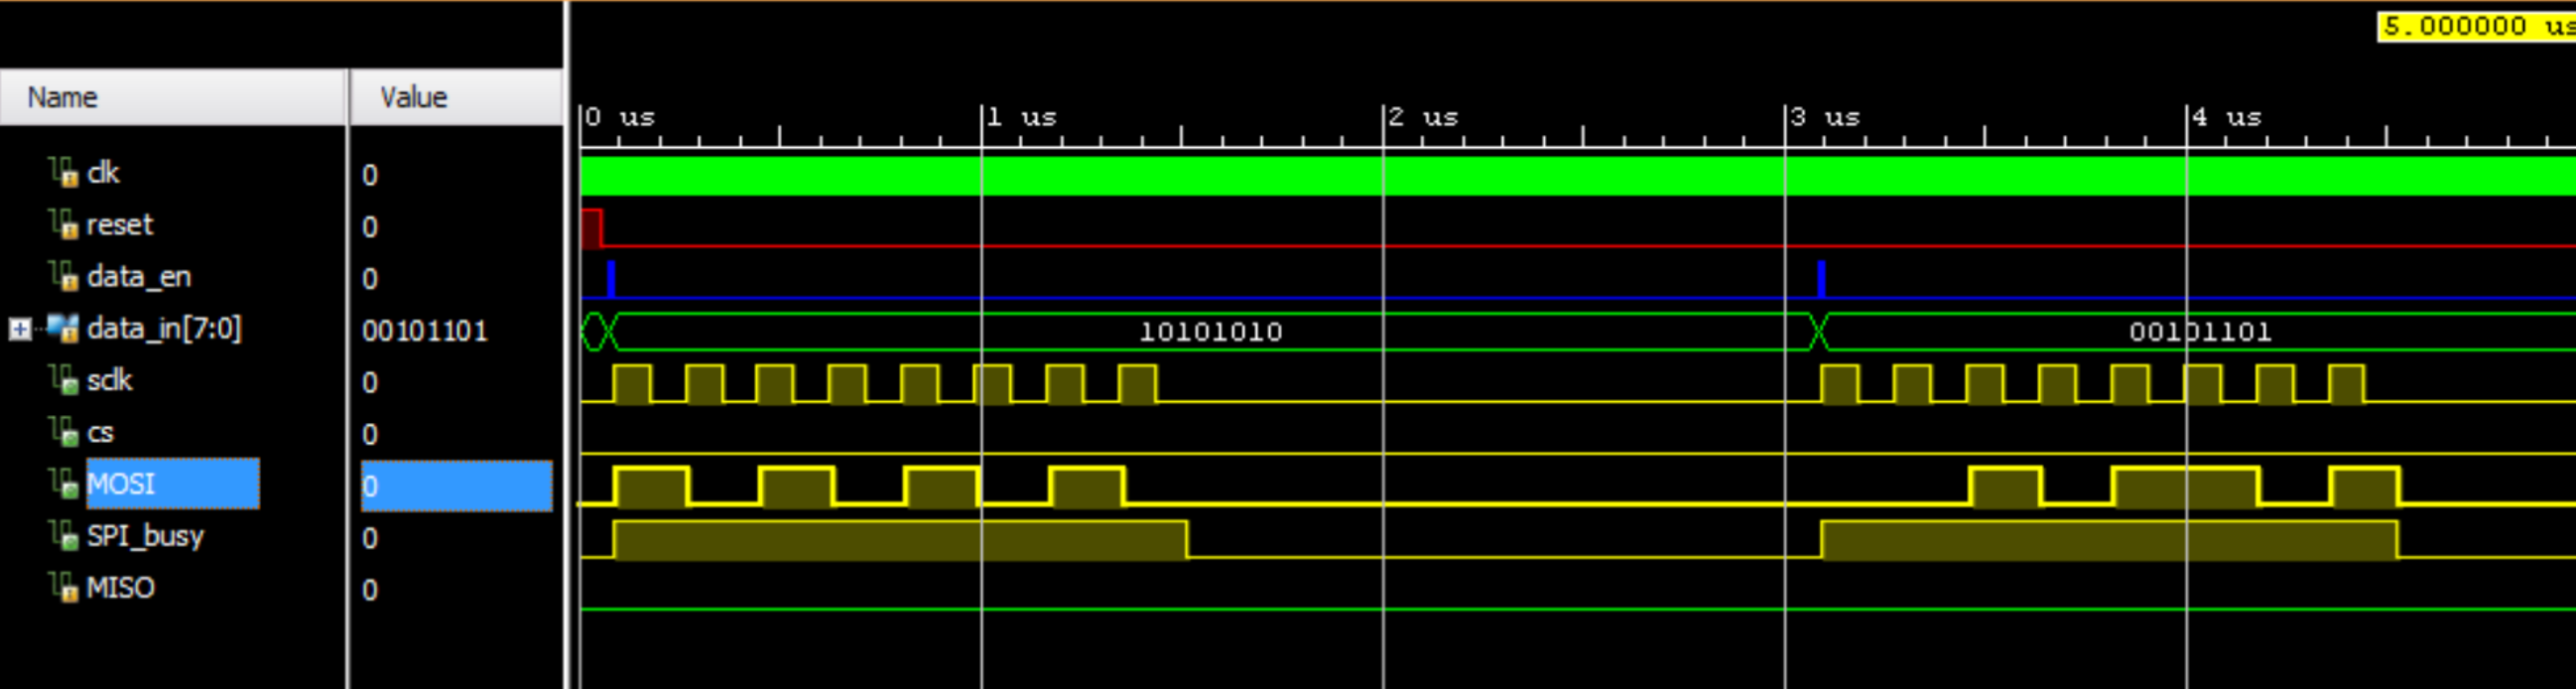 5.000000 us
Name Value
0 us 1 us 2 us 3 us 4 us
clk 0
reset 0
data_en 0
data_in[7:0] 00101101 10101010 00101101
sclk 0
cs 0
MOSI 0
SPI_busy 0
MISO 0